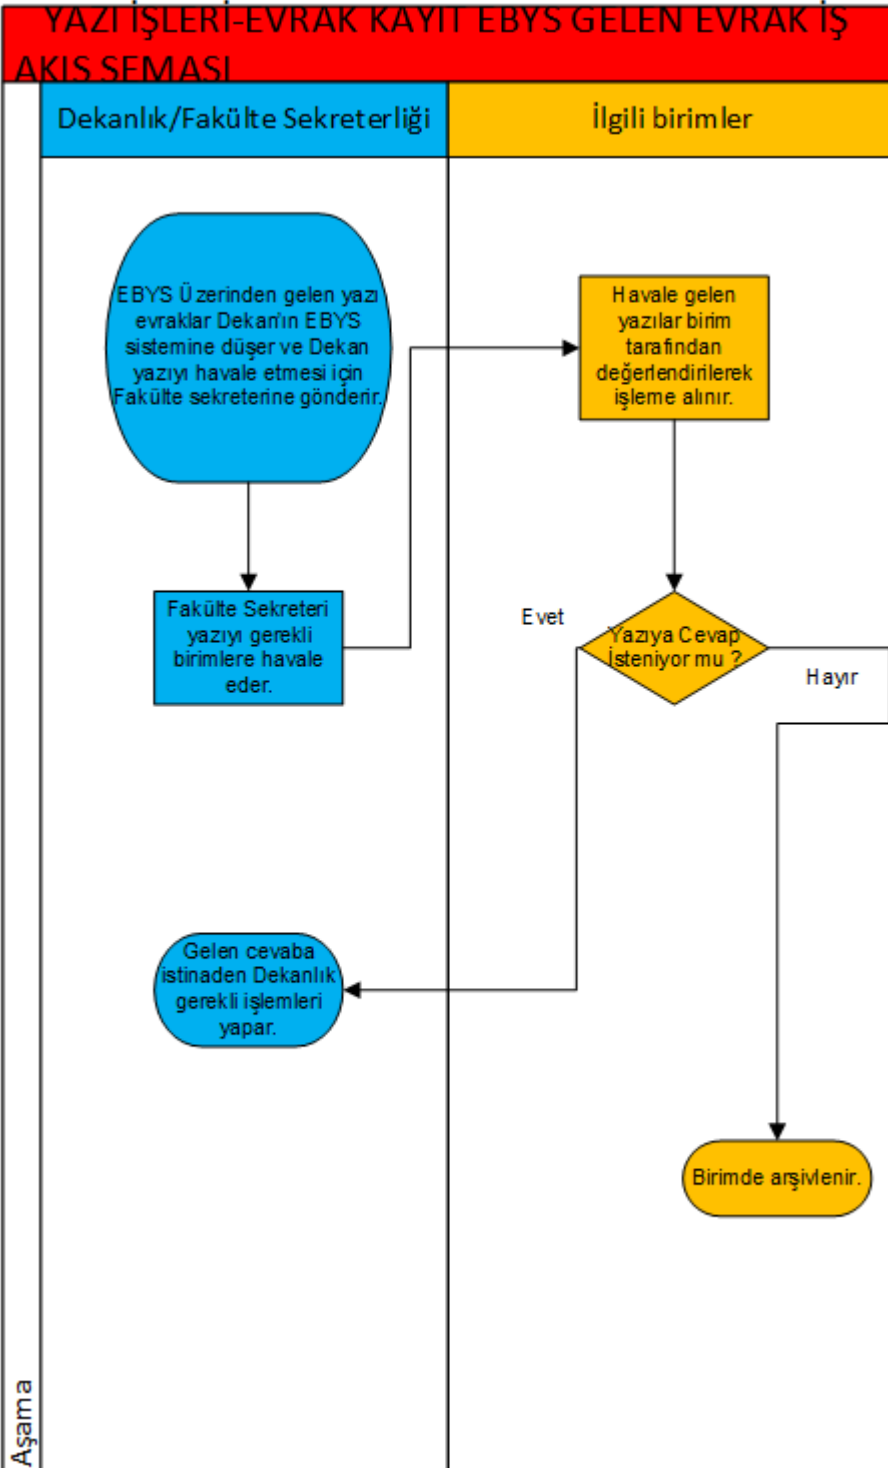 YAZI İŞLERİ-EVRAK KAYIT EBYS GELEN EVRAK İŞ
AKIŞ ŞEMASI
Dekanlık/Fakülte Sekreterliği
İlgili birimler
EBYS Üzerinden gelen yazı
evraklar Dekan'ın EBYS
sistemine düşer ve Dekan
yazıyı havale etmesi için
Fakülte sekreterine gönderir.
Havale gelen
yazılar birim
tarafından
değerlendirilerek
işleme alınır.
Fakülte Sekreteri
yazıyı gerekli
birimlere havale
eder.
Evet
Yazıya Cevap
İsteniyor mu ?
Hayır
Gelen cevaba
istinaden Dekanlık
gerekli işlemleri
yapar.
Birimde arşivlenir.
Aşama